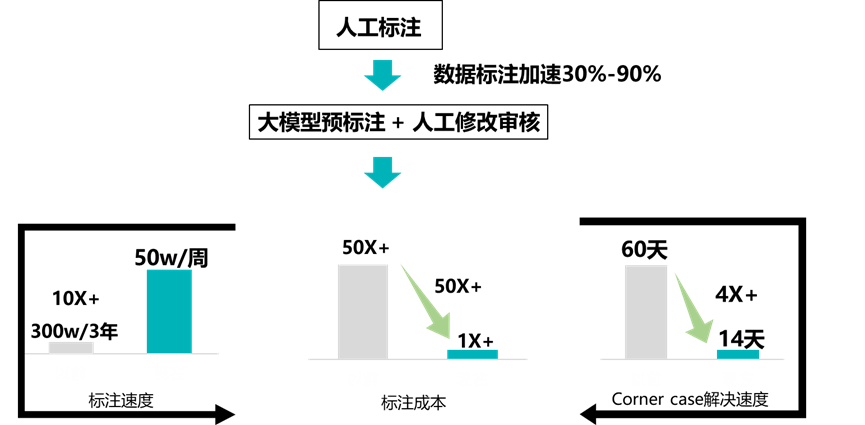 人工标注
数据标注加速30%-90%
大模型预标注 + 人工修改审核
10X+
300w/3年
50w/周
标注速度
50X+
50X+
1X+
标注成本
60天
4X+
14天
Corner case解决速度